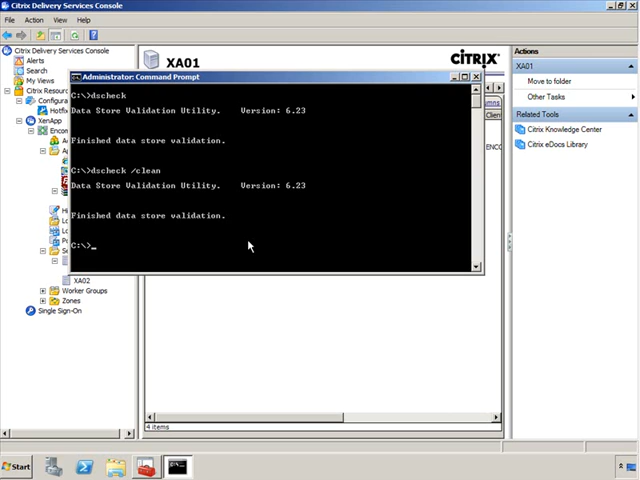 Citrix Delivery Services Console
File Action View Help
Citrix Delivery Services Console
Alerts
Search
My Views
Citrix Resour
Configura
Hotfix
XenApp
Encon
XA02
Worker Groups
Zones
Single Sign-On
XA01
CITRIX
Administrator: Command Prompt
C:\>dscheck
Data Store Validation Utility. Version: 6.23
Finished data store validation.
C:\>dscheck /clean
Data Store Validation Utility. Version: 6.23
Finished data store validation.
C:\>_
Client
ENCO
4 items
Actions
XA01
Move to folder
Other Tasks
Related Tools
Citrix Knowledge Center
Citrix eDocs Library
Start